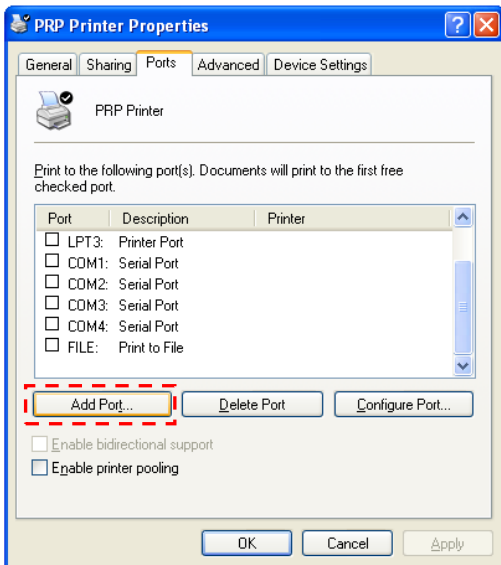 PRP Printer Properties
General Sharing Ports Advanced Device Settings
PRP Printer
Print to the following port(s). Documents will print to the first free
checked port.
Port Description Printer
LPT3: Printer Port
COM1: Serial Port
COM2: Serial Port
COM3: Serial Port
COM4: Serial Port
FILE: Print to File
Add Port... Delete Port Configure Port...
Enable bidirectional support
Enable printer pooling
OK Cancel Apply